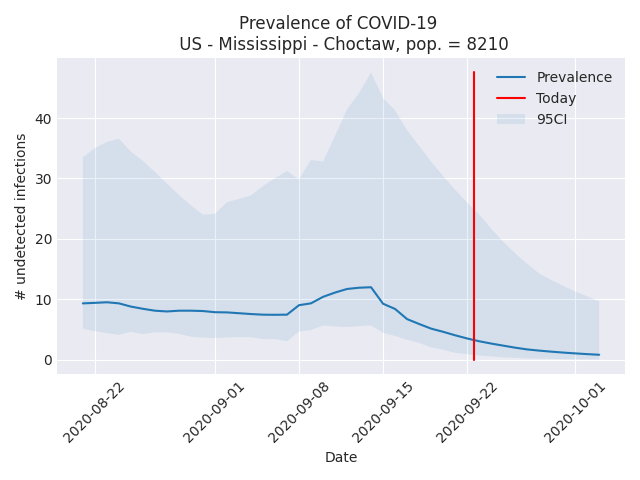 Prevalence of COVID-19
US - Mississippi - Choctaw, pop. = 8210
# undetected infections
40
30
20
10
0
Prevalence
Today
95CI
2020-08-22
2020-09-01
2020-09-08
2020-09-15
2020-09-22
2020-10-01
Date